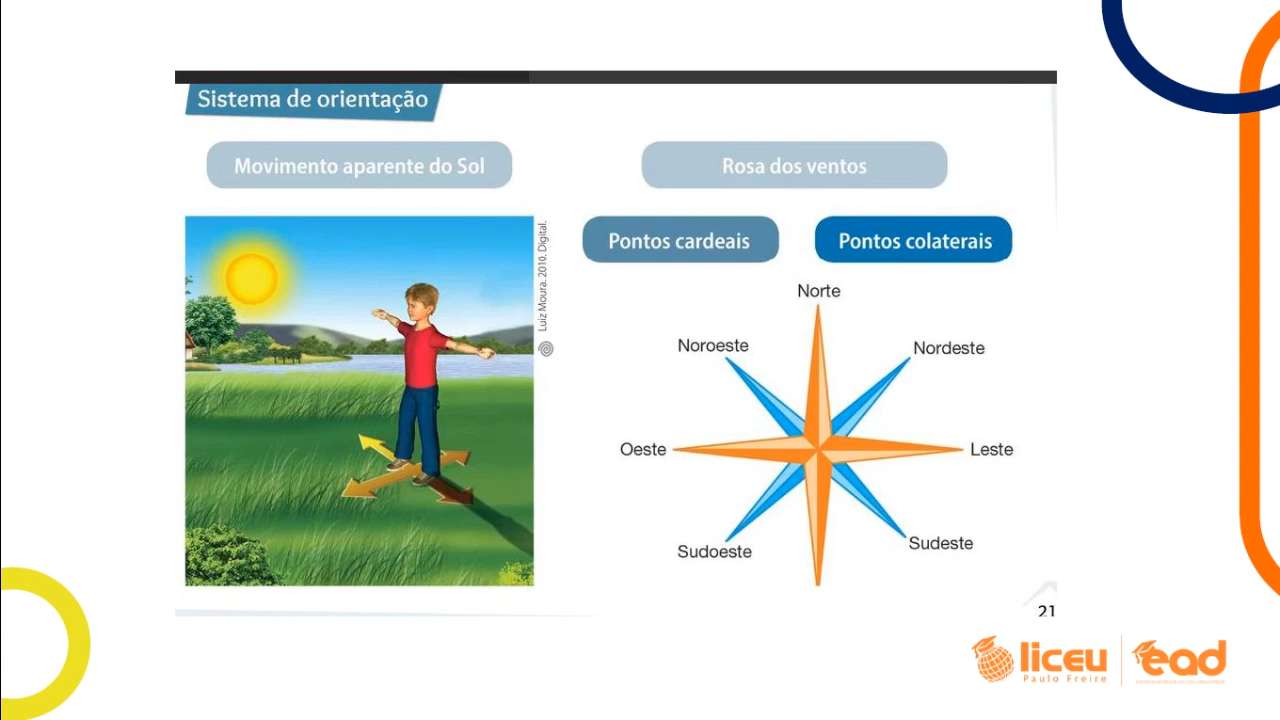 Sistema de orientação
Movimento aparente do Sol
Rosa dos ventos
Luiz Moura. 2010. Digital.
Pontos cardeais
Pontos colaterais
Norte
Noroeste
Nordeste
Oeste
Leste
Sudoeste
Sudeste
21
liceu
Paulo Freire
ead